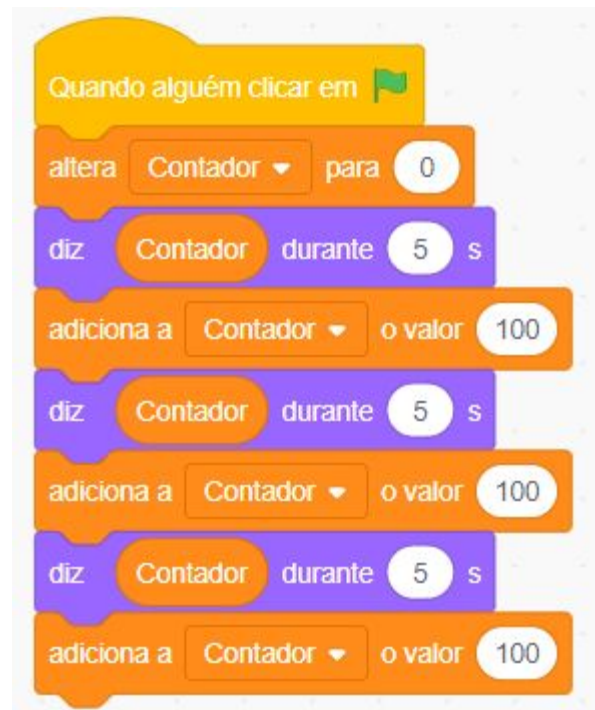 Quando alguém clicar em
altera Contador para 0
diz Contador durante 5 s
adiciona a Contador o valor 100
diz Contador durante 5 s
adiciona a Contador o valor 100
diz Contador durante 5 s
adiciona a Contador o valor 100